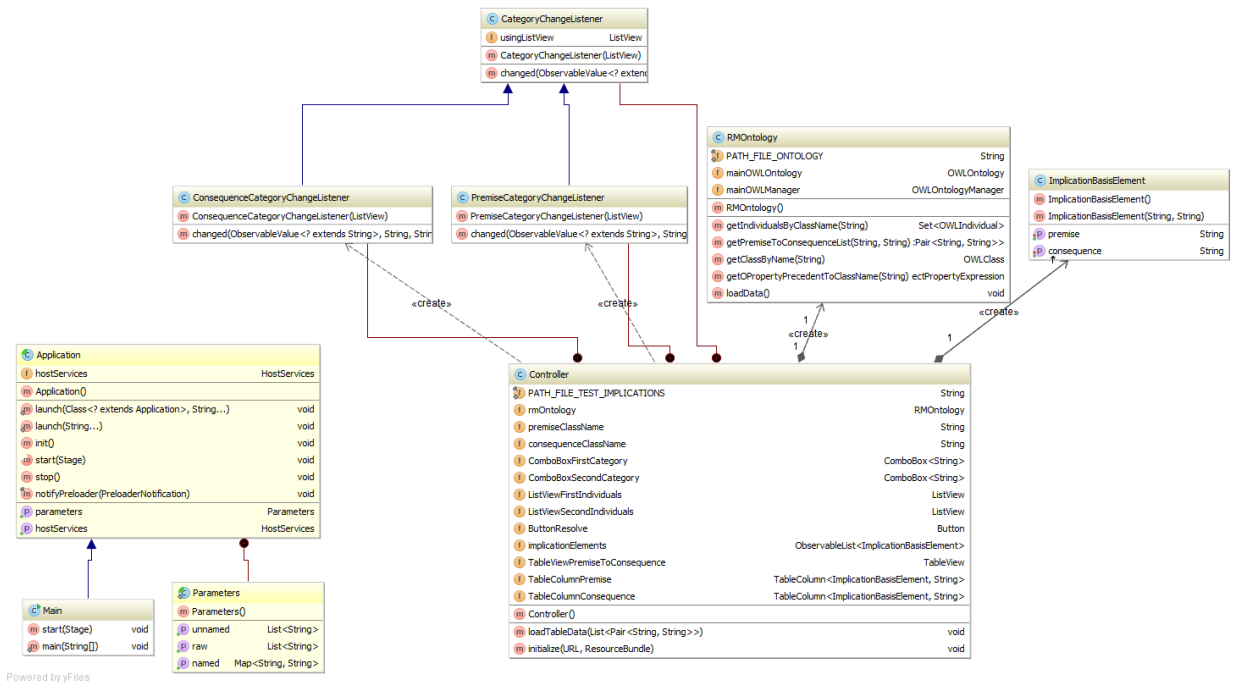 CategoryChangeListener
usingListView ListView
CategoryChangeListener(ListView)
changed(ObservableValue<? extend
RMOntology
PATH_FILE_ONTOLOGY String
mainOWLOntology OWLOntology
mainOWLManager OWLOntologyManager
RMOntology()
getIndividualsByClassName(String) Set<OWLIndividual>
getPremiseToConsequenceList(String, String) :Pair<String, String>>
getClassByName(String) OWLClass
getOPropertyPrecedentToClassName(String) ectPropertyExpression
loadData() void
ImplicationBasisElement
ImplicationBasisElement()
ImplicationBasisElement(String, String)
premise String
consequence String
ConsequenceCategoryChangeListener
ConsequenceCategoryChangeListener(ListView)
changed(ObservableValue<? extends String>, String, Strin
PremiseCategoryChangeListener
PremiseCategoryChangeListener(ListView)
changed(ObservableValue<? extends String>, String
«create»
«create»
1
«create»
1
1
«create»
1
Application
hostServices HostServices
Application()
launch(Class<? extends Application>, String...) void
launch(String...) void
init() void
start(Stage) void
stop() void
notifyPreloader(PreloaderNotification) void
parameters Parameters
hostServices HostServices
Controller
PATH_FILE_TEST_IMPLICATIONS String
rmOntology RMOntology
premiseClassName String
consequenceClassName String
ComboBoxFirstCategory ComboBox<String>
ComboBoxSecondCategory ComboBox<String>
ListViewFirstIndividuals ListView
ListViewSecondIndividuals ListView
ButtonResolve Button
implicationElements ObservableList<ImplicationBasisElement>
TableViewPremiseToConsequence TableView
TableColumnPremise TableColumn<ImplicationBasisElement, String>
TableColumnConsequence TableColumn<ImplicationBasisElement, String>
Controller()
loadTableData(List<Pair<String, String>>) void
initialize(URL, ResourceBundle) void
Main
start(Stage) void
main(String[]) void
Parameters
Parameters()
unnamed List<String>
raw List<String>
named Map<String, String>
Powered by yFiles